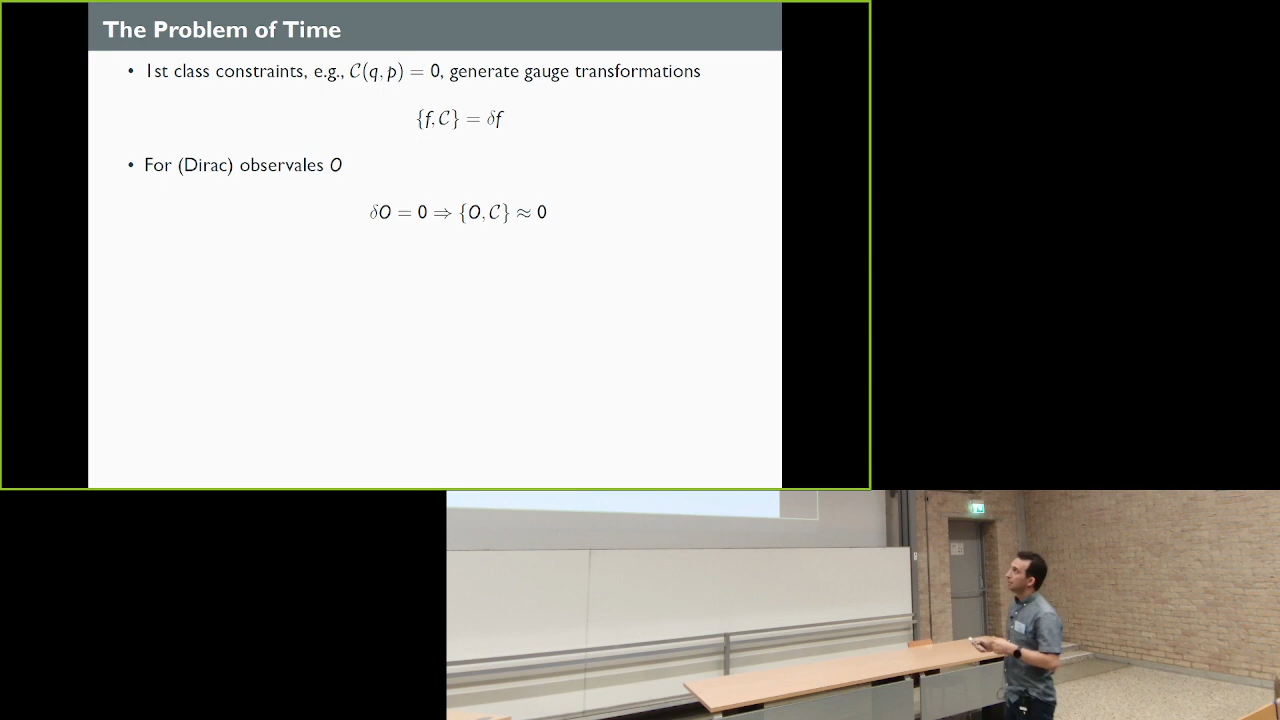 The Problem of Time
• 1st class constraints, e.g., 𝒞(q, p) = 0, generate gauge transformations
{f, 𝒞} = δf
• For (Dirac) observales O
δO = 0 ⇒ {O, 𝒞} ≈ 0